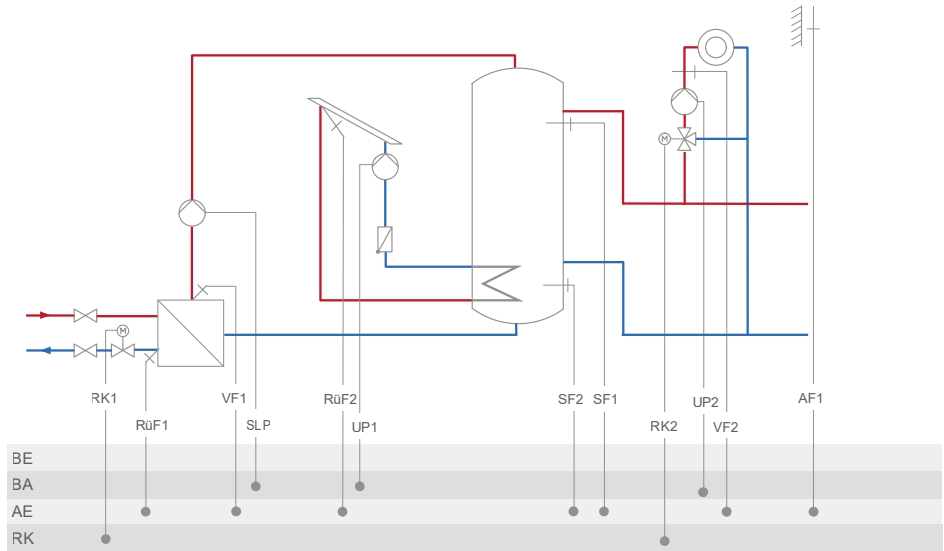 M
M
RK1
VF1
RüF2
SF2
SF1
AF1
UP2
RüF1
SLP
UP1
RK2
VF2
BE
BA
AE
RK